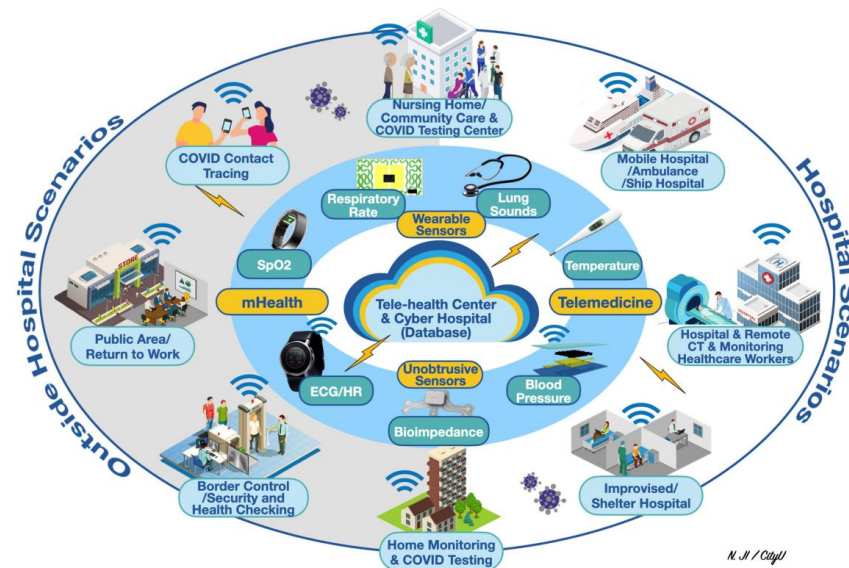 Outside Hospital Scenarios
Hospital Scenarios
Nursing Home/
Community Care &
COVID Testing Center
COVID Contact
Tracing
Mobile Hospital
/Ambulance
/Ship Hospital
Respiratory
Rate
Lung
Sounds
Wearable
Sensors
SpO2
Temperature
STORE
mHealth
Tele-health Center
& Cyber Hospital
(Database)
Telemedicine
H
Public Area/
Return to Work
Hospital & Remote
CT & Monitoring
Healthcare Workers
ECG/HR
Unobtrusive
Sensors
Blood
Pressure
Bioimpedance
Border Control
/Security and
Health Checking
Improvised/
Shelter Hospital
Home Monitoring
& COVID Testing
N. JI / CityU